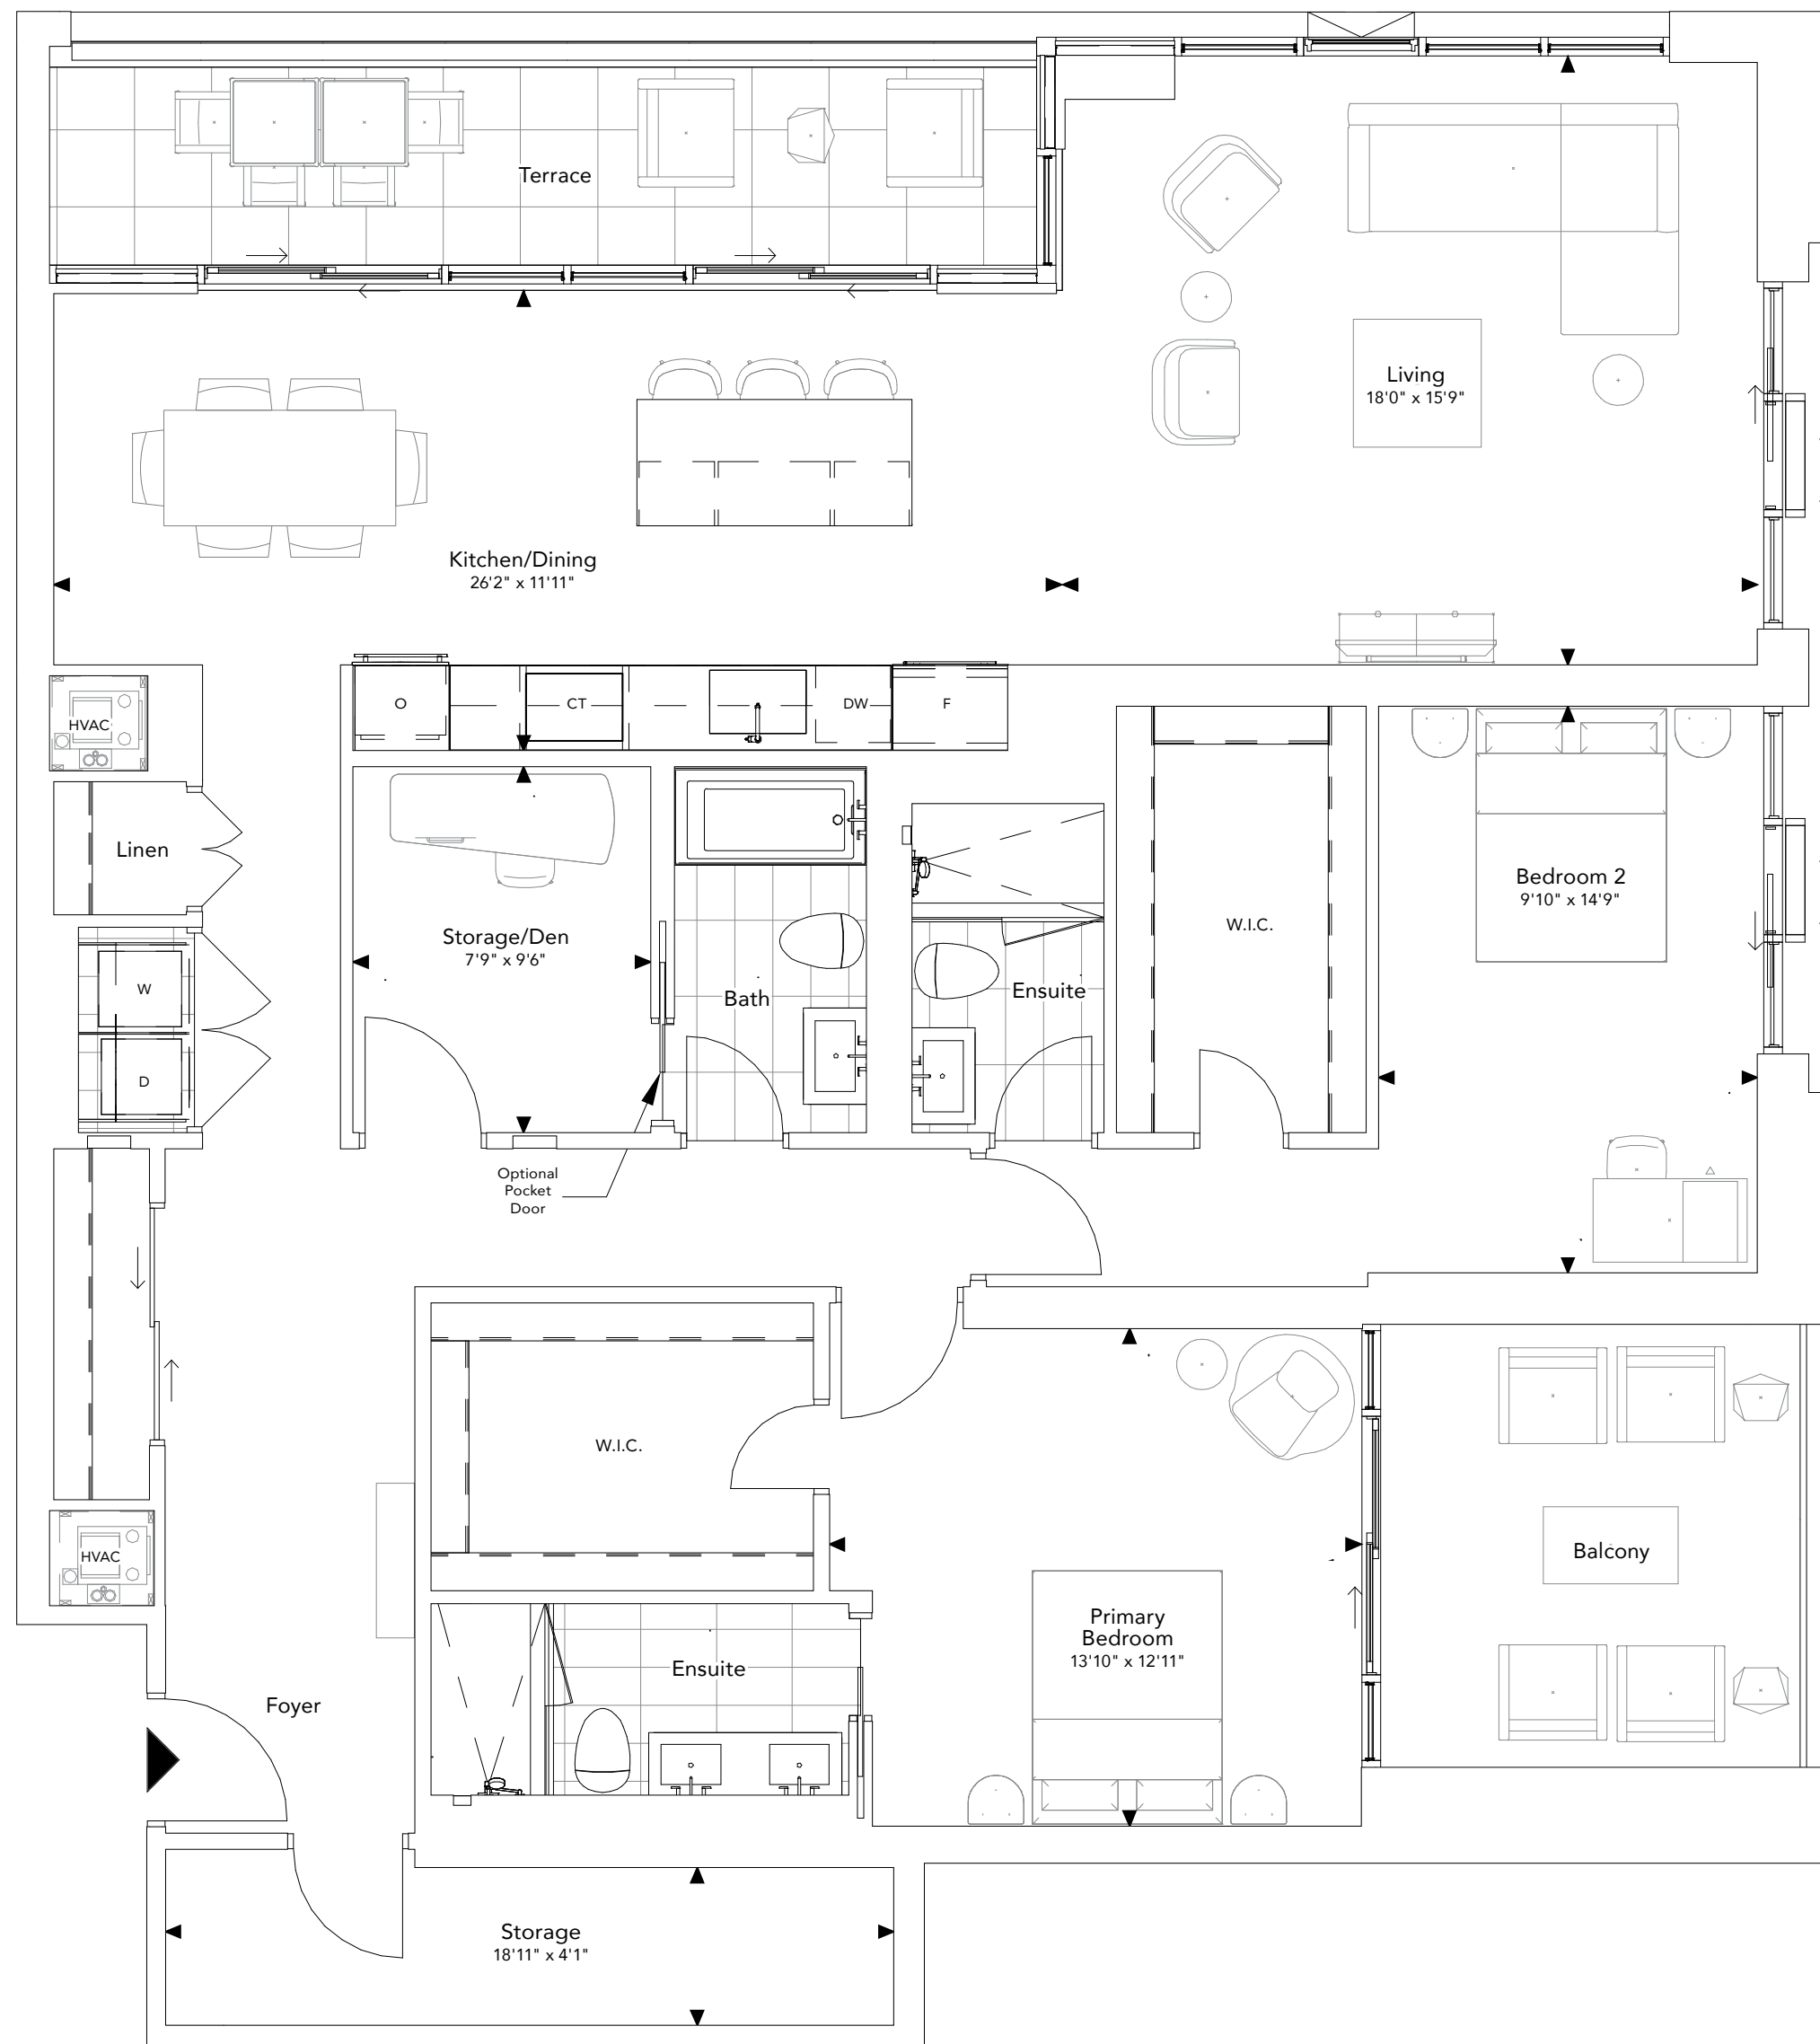 Terrace
Living
18'0" x 15'9"
Kitchen/Dining
26'2" x 11'11"
HVAC
O
CT
DW
F
Linen
Bedroom 2
9'10" x 14'9"
W.I.C.
Storage/Den
7'9" x 9'6"
W
Bath
Ensuite
D
Optional
Pocket
Door
W.I.C.
HVAC
Balcony
Primary
Bedroom
13'10" x 12'11"
Ensuite
Foyer
Storage
18'11" x 4'1"